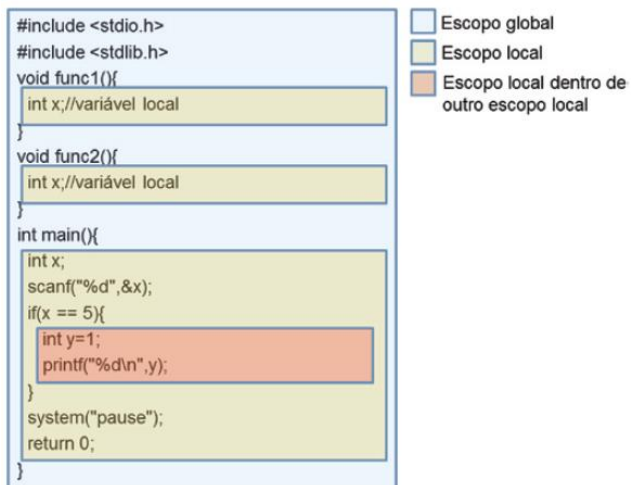 #include <stdio.h>
#include <stdlib.h>
void func1(){
int x;//variável local
}
void func2(){
int x;//variável local
}
int main(){
int x;
scanf("%d",&x);
if(x == 5){
int y=1;
printf("%d\n",y);
}
system("pause");
return 0;
}
Escopo global
Escopo local
Escopo local dentro de
outro escopo local